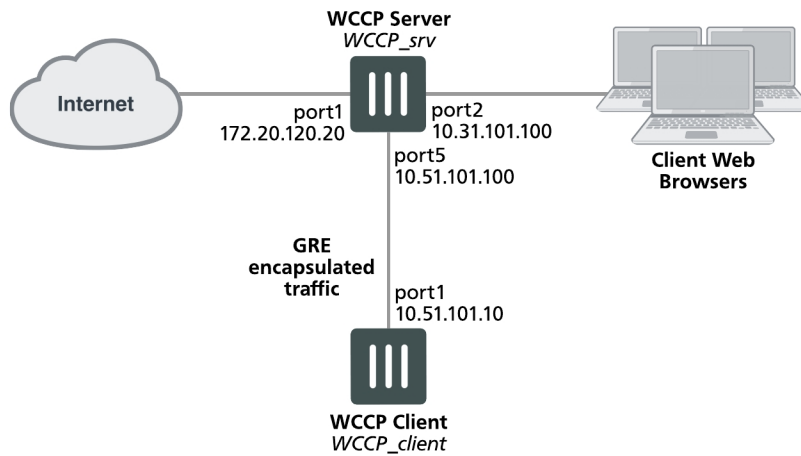 WCCP Server
WCCP_srv
Internet
port1
172.20.120.20
port2
10.31.101.100
port5
10.51.101.100
Client Web
Browsers
GRE
encapsulated
traffic
port1
10.51.101.10
WCCP Client
WCCP_client